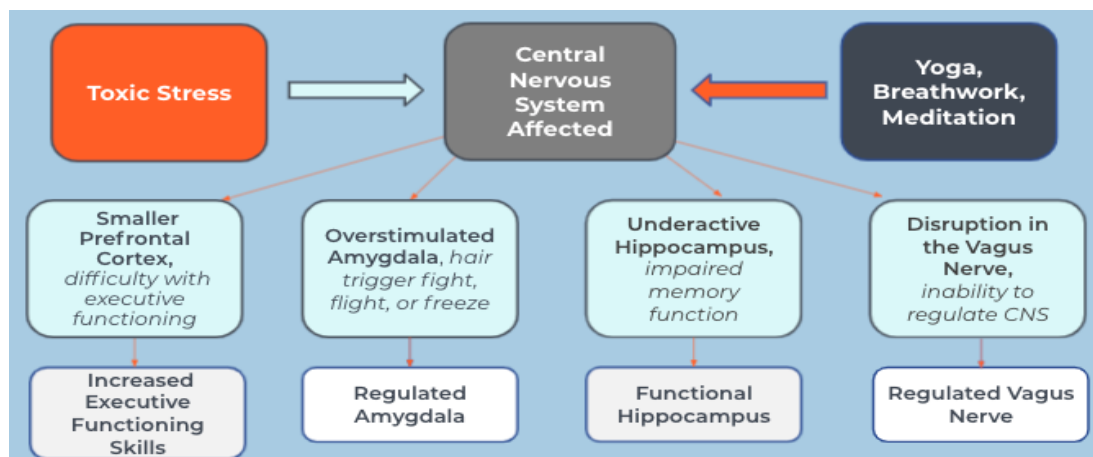 Toxic Stress
Central
Nervous
System
Affected
Yoga,
Breathwork,
Meditation
Smaller
Prefrontal
Cortex,
difficulty with
executive
functioning
Overstimulated
Amygdala, hair
trigger fight,
flight, or freeze
Underactive
Hippocampus,
impaired
memory
function
Disruption in
the Vagus
Nerve,
inability to
regulate CNS
Increased
Executive
Functioning
Skills
Regulated
Amygdala
Functional
Hippocampus
Regulated Vagus
Nerve